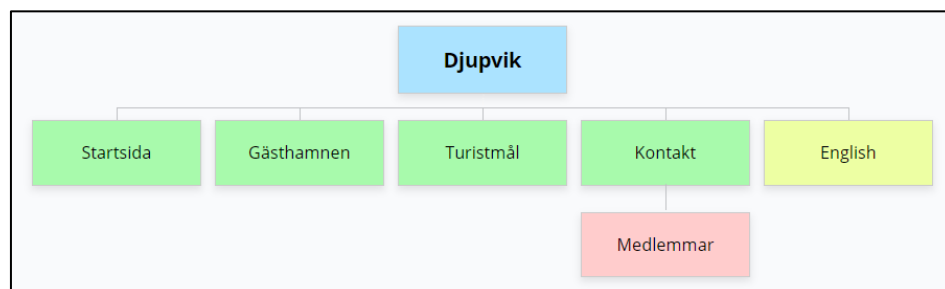 Djupvik
Startsida
Gästhamnen
Turistmål
Kontakt
English
Medlemmar